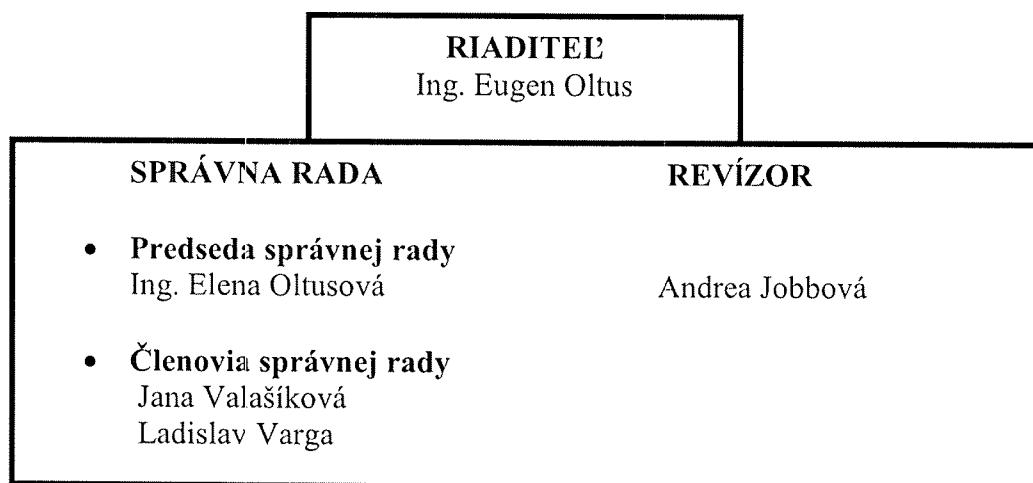 RIADITEĽ
Ing. Eugen Oltus
SPRÁVNA RADA
REVÍZOR
• Predseda správnej rady
Ing. Elena Oltusová
Andrea Jobbová
• Členovia správnej rady
Jana Valašíková
Ladislav Varga